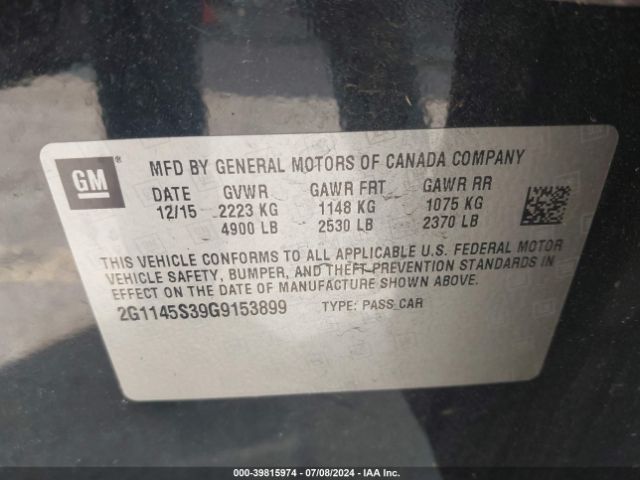 GM ® MFD BY GENERAL MOTORS OF CANADA COMPANY
DATE GVWR GAWR FRT GAWR RR
12/15 2223 KG 1148 KG 1075 KG
4900 LB 2530 LB 2370 LB
THIS VEHICLE CONFORMS TO ALL APPLICABLE U.S. FEDERAL MOTOR
VEHICLE SAFETY, BUMPER, AND THEFT PREVENTION STANDARDS IN
EFFECT ON THE DATE OF MANUFACTURE SHOWN ABOVE.
2G1145S39G9153899 TYPE: PASS CAR
000-39815974 / 07/08/2024 - IAA Inc.